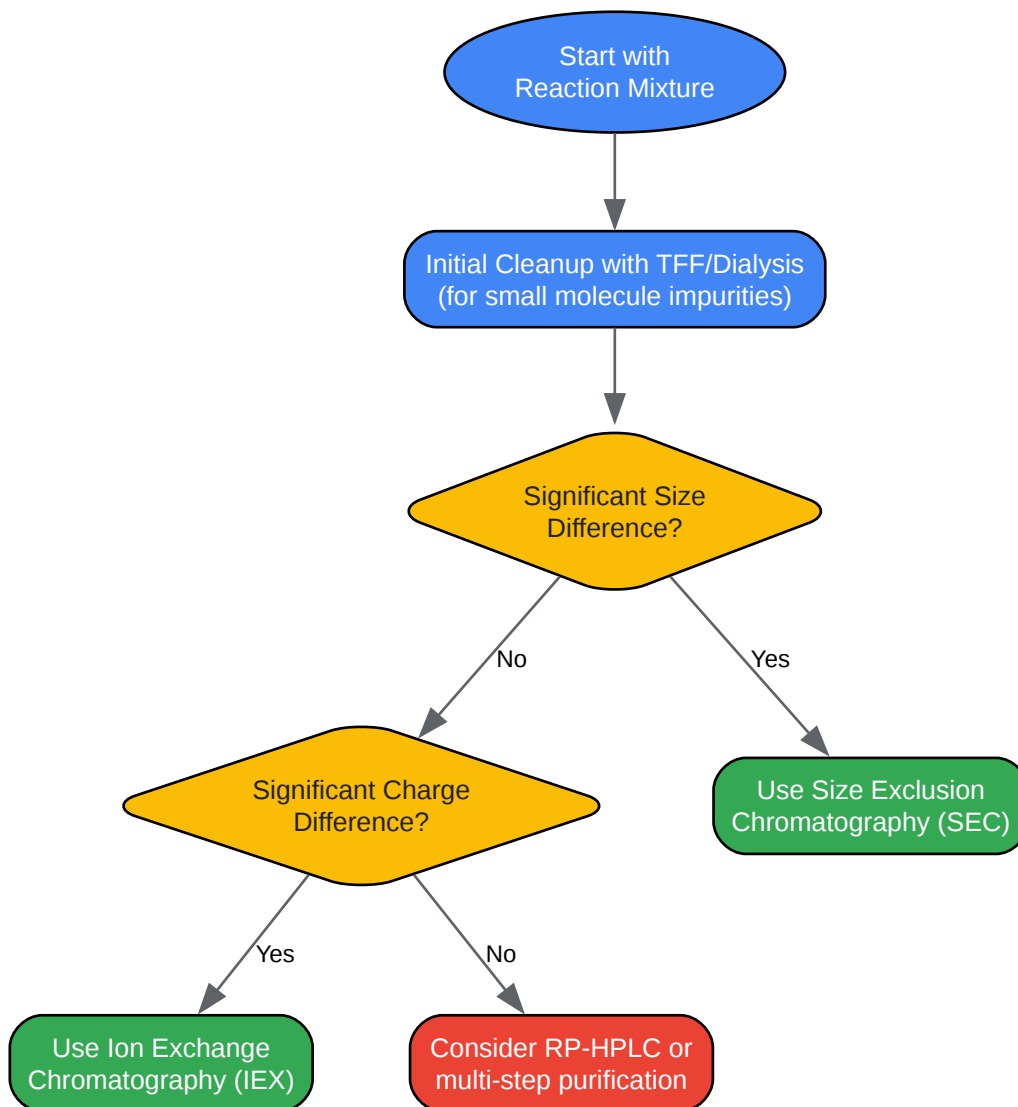 Start with
Reaction Mixture
Initial Cleanup with TFF/Dialysis
(for small molecule impurities)
Significant Size
Difference?
No
Yes
Significant Charge
Difference?
Use Size Exclusion
Chromatography (SEC)
Yes
No
Use Ion Exchange
Chromatography (IEX)
Consider RP-HPLC or
multi-step purification